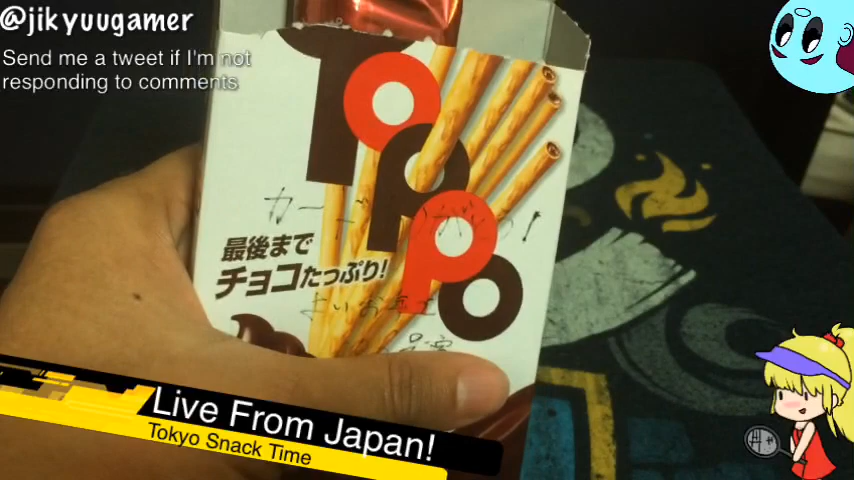 @jikyuugamer
Send me a tweet if I'm not
responding to comments
Toppo
最後まで
チョコたっぷり!
Live From Japan!
Tokyo Snack Time